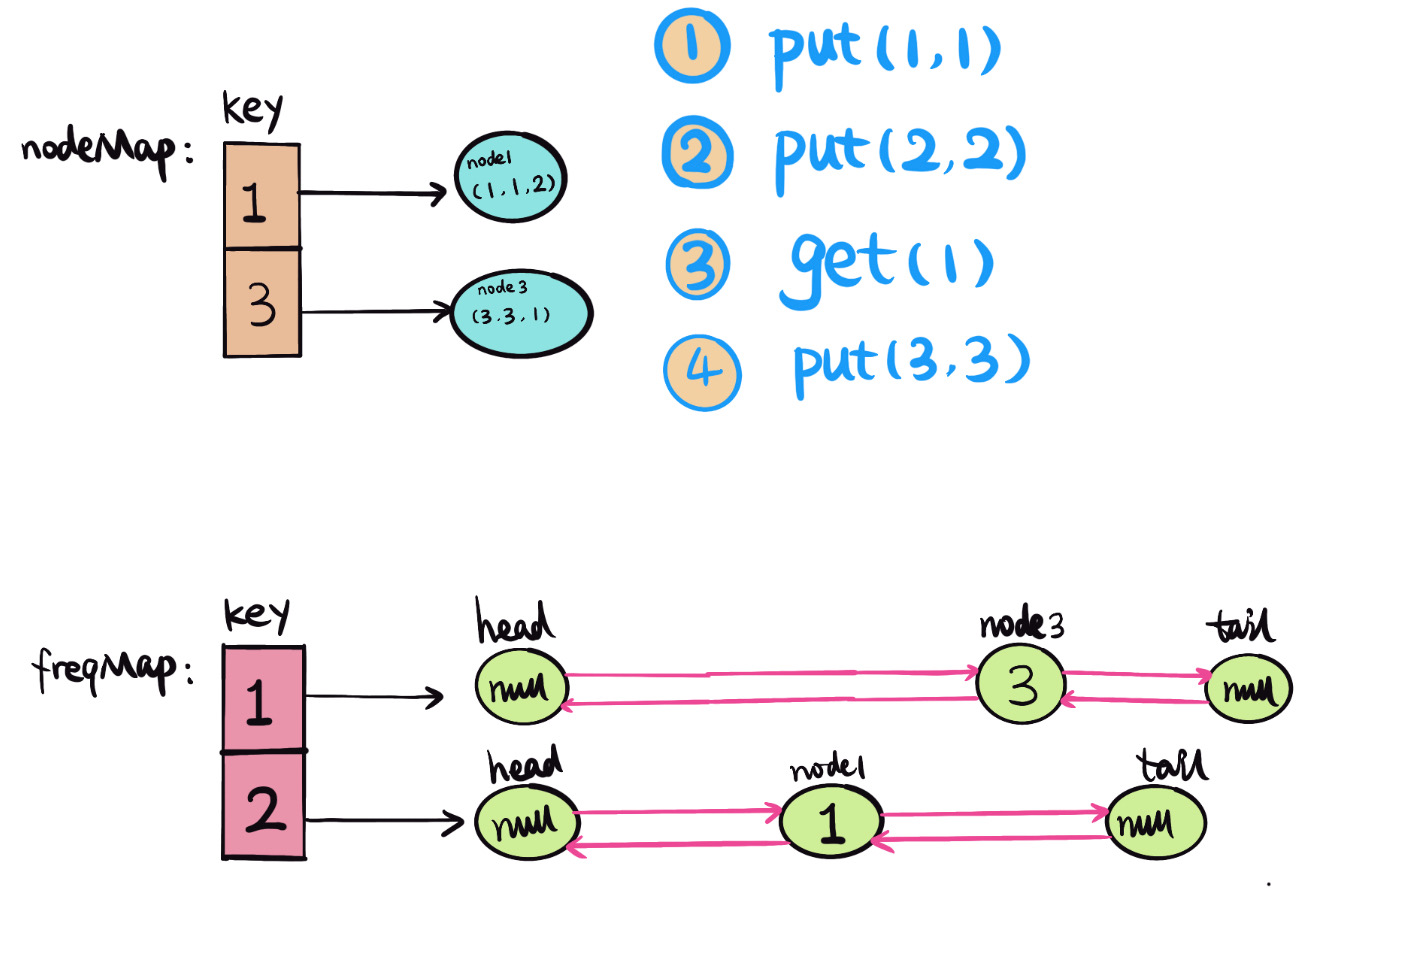 1 put(1,1)
2 put(2,2)
3 get(1)
4 put(3,3)
key
nodeMap:
1
node1
(1,1,2)
3
node3
(3.3,1)
key
freqMap:
1
head
null
node3
3
tail
null
2
head
null
node1
1
tail
null